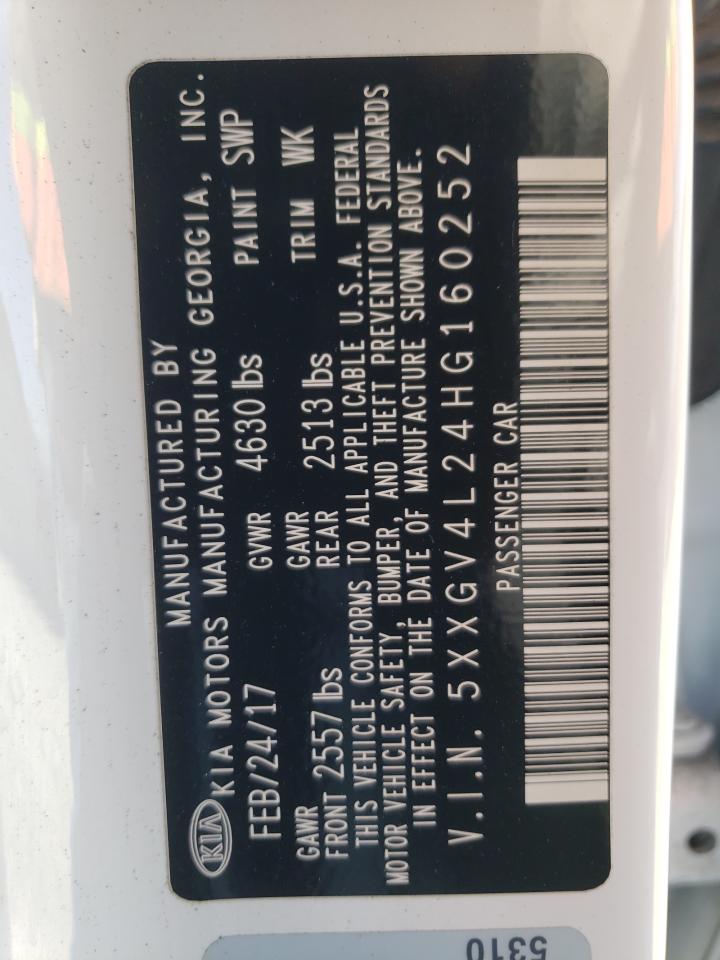 MANUFACTURED BY
KIA KIA MOTORS MANUFACTURING GEORGIA, INC.
FEB/24/17 GVWR 4630 lbs PAINT SWP
GAWR FRONT 2557 lbs GAWR REAR 2513 lbs TRIM WK
THIS VEHICLE CONFORMS TO ALL APPLICABLE U.S.A. FEDERAL
MOTOR VEHICLE SAFETY, BUMPER, AND THEFT PREVENTION STANDARDS
IN EFFECT ON THE DATE OF MANUFACTURE SHOWN ABOVE.
V.I.N. 5XXGV4L24HG160252
PASSENGER CAR
5310